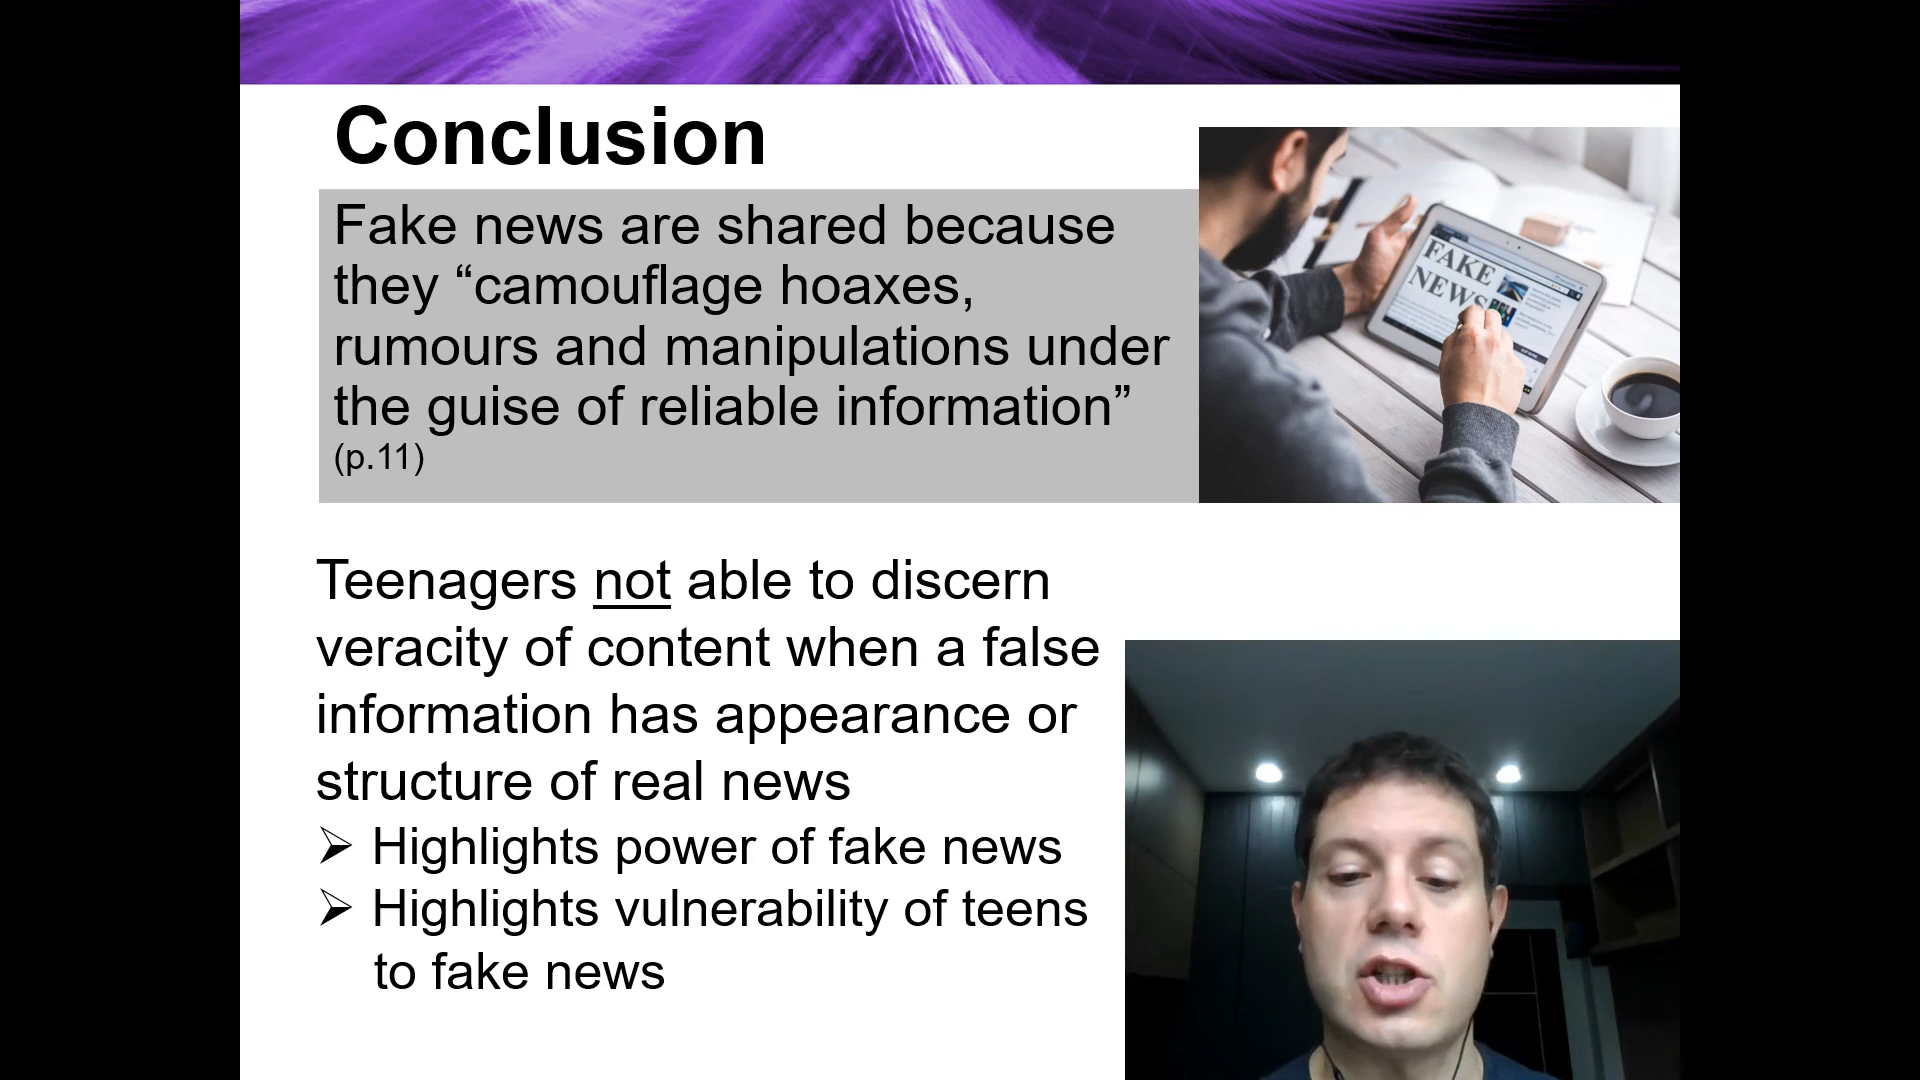 Conclusion
Fake news are shared because
they “camouflage hoaxes,
rumours and manipulations under
the guise of reliable information”
(p.11)
FAKE
NEWS
Teenagers not able to discern
veracity of content when a false
information has appearance or
structure of real news
➢ Highlights power of fake news
➢ Highlights vulnerability of teens
to fake news